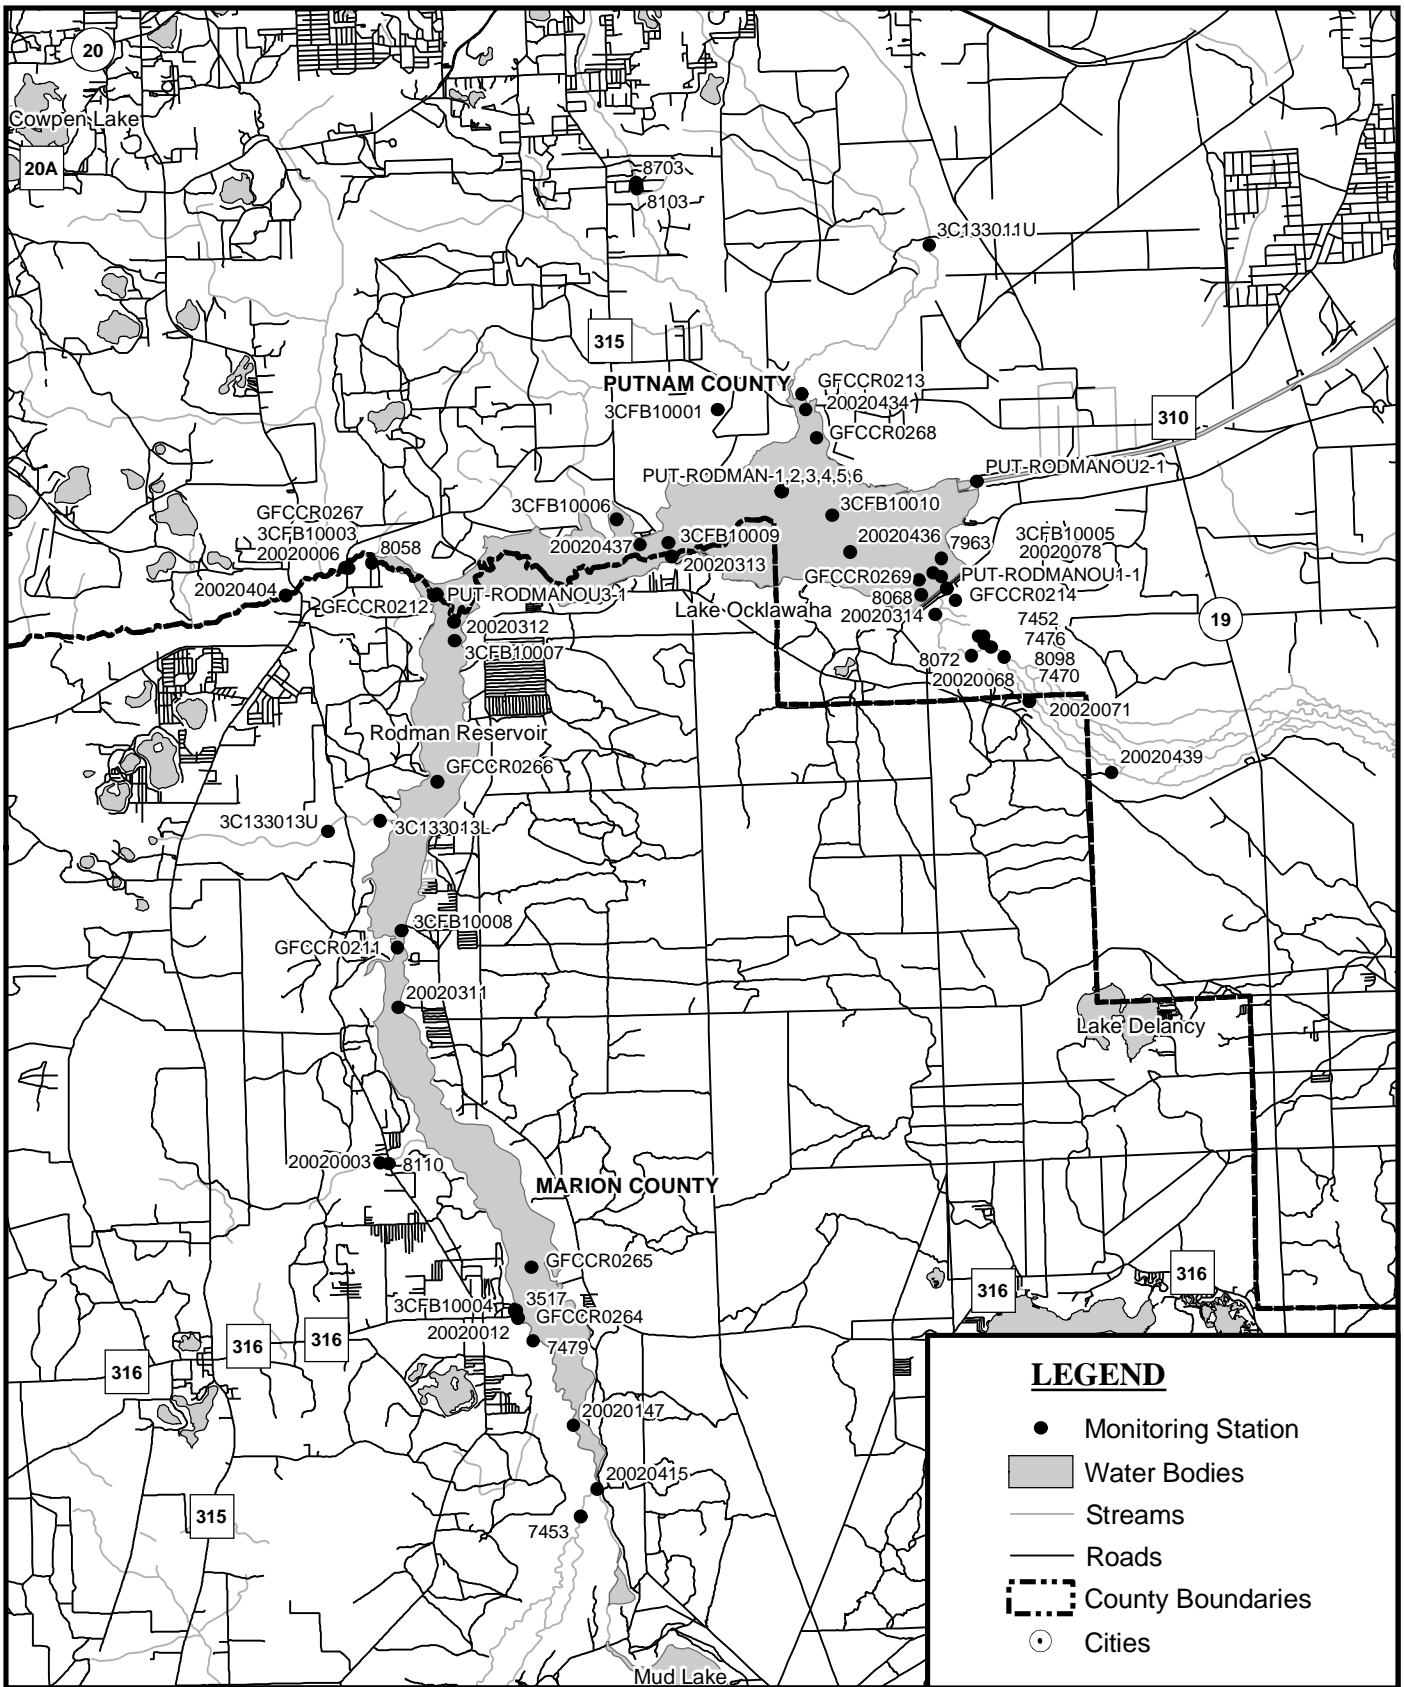 20
Cowpen Lake
20A
8703
8103
3C133011U
315
PUTNAM COUNTY
GFCCR0213
3CFB10001
20020434
310
GFCCR0268
PUT-RODMANOU2-1
PUT-RODMAN-1,2,3,4,5,6
3CFB10006
3CFB10010
GFCCR0267
3CFB10003
20020006
8058
20020437
3CFB10009
20020313
20020436
7963
3CFB10005
20020078
GFCCR0269
PUT-RODMANOU1-1
20020404
GFCCR0212
PUT-RODMANOU3-1
8068
GFCCR0214
Lake Ocklawaha
20020314
19
20020312
7452
7476
3CFB10007
8072
8098
20020068
7470
20020071
Rodman Reservoir
GFCCR0266
20020439
3C133013U
3C133013L
3CFB10008
GFCCR0211
20020311
Lake Delancy
20020003
8110
MARION COUNTY
GFCCR0265
316
316
3CFB10004
3517
GFCCR0264
20020012
7479
316
316
316
20020147
20020415
315
7453
Mud Lake
LEGEND
Monitoring Station
Water Bodies
Streams
Roads
County Boundaries
Cities